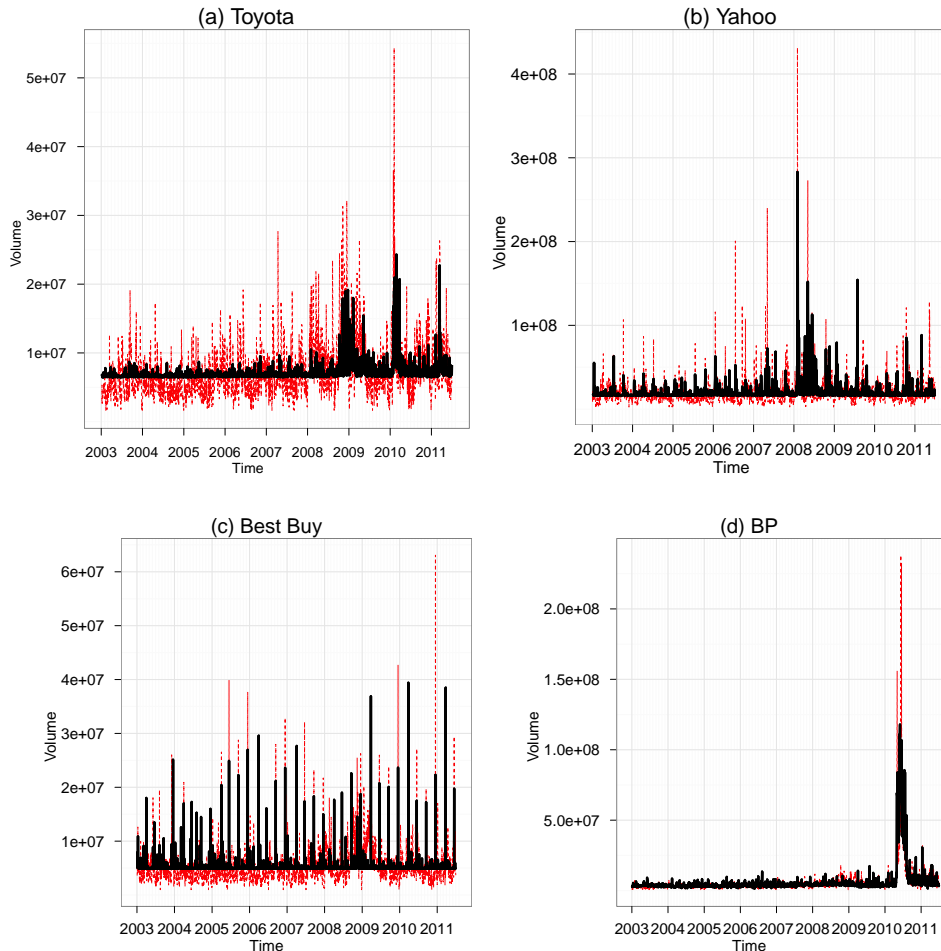 (a) Toyota
5e+07
4e+07
3e+07
2e+07
1e+07
Volume
2003 2004 2005 2006 2007 2008 2009 2010 2011
Time
(b) Yahoo
4e+08
3e+08
2e+08
1e+08
Volume
2003 2004 2005 2006 2007 2008 2009 2010 2011
Time
(c) Best Buy
6e+07
5e+07
4e+07
3e+07
2e+07
1e+07
Volume
2003 2004 2005 2006 2007 2008 2009 2010 2011
Time
(d) BP
2.0e+08
1.5e+08
1.0e+08
5.0e+07
Volume
2003 2004 2005 2006 2007 2008 2009 2010 2011
Time